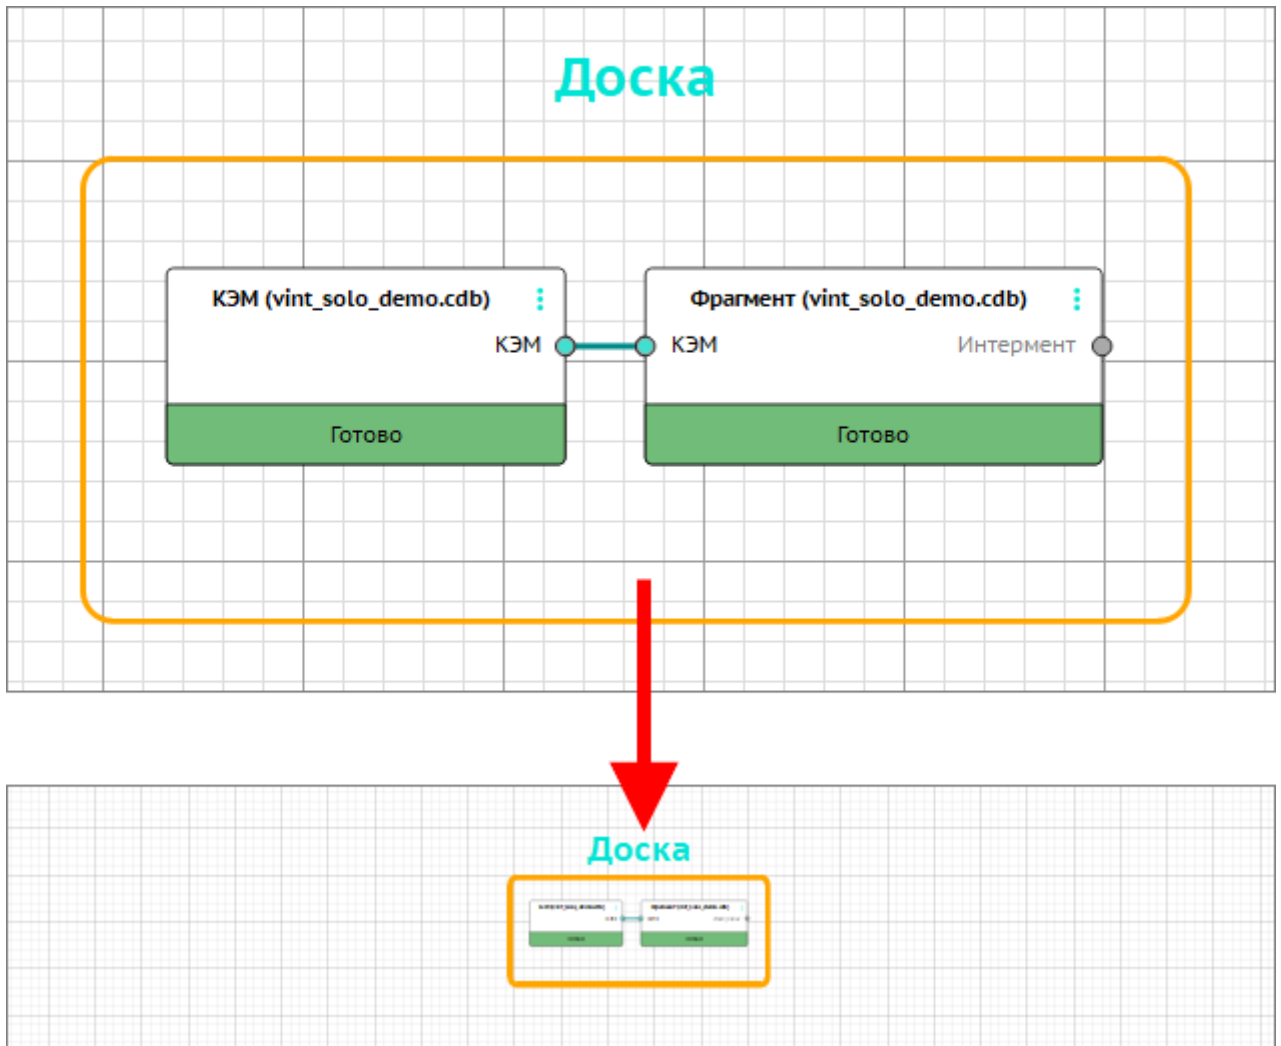 Доска
КЭМ (vint_solo_demo.cdb)
Фрагмент (vint_solo_demo.cdb)
КЭМ
КЭМ
Интермент
Готово
Готово
Доска